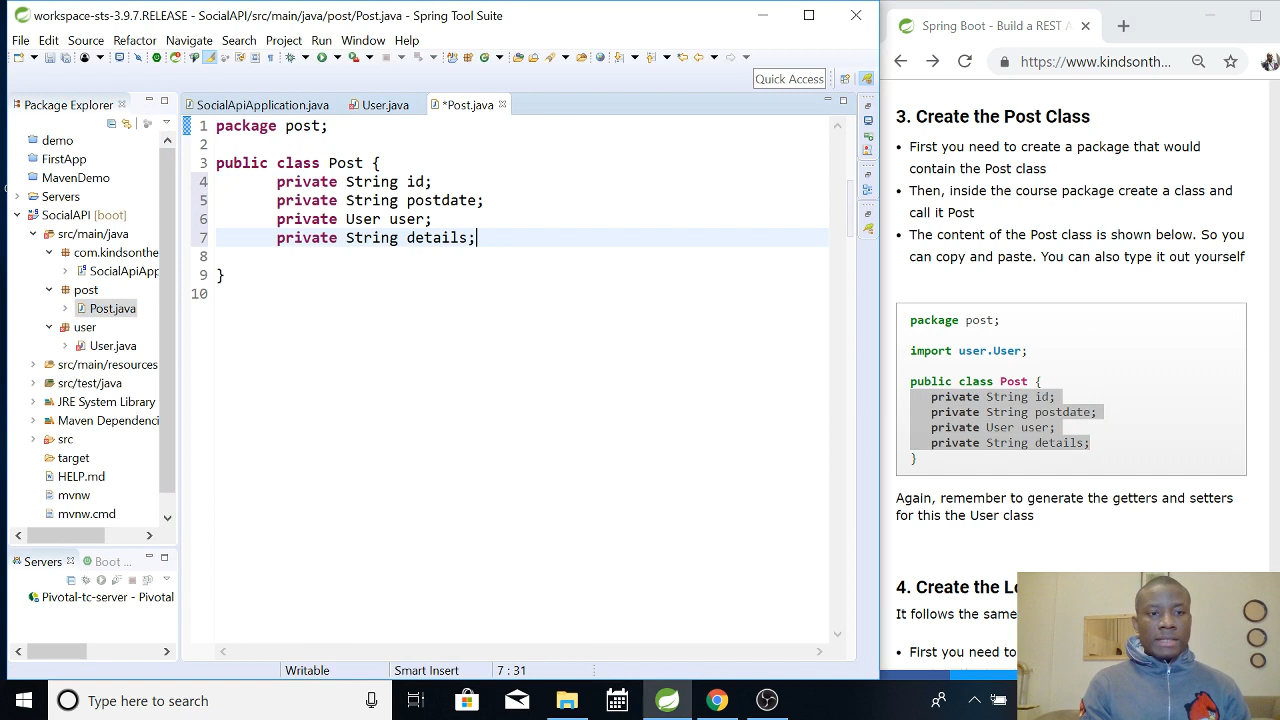 workspace-sts-3.9.7.RELEASE - SocialAPI/src/main/java/post/Post.java - Spring Tool Suite
File Edit Source Refactor Navigate Search Project Run Window Help
Quick Access
Package Explorer
demo
FirstApp
MavenDemo
Servers
SocialAPI [boot]
src/main/java
com.kindsonthe
SocialApiApp
post
Post.java
user
User.java
src/main/resources
src/test/java
JRE System Library
Maven Dependenci
src
target
HELP.md
mvnw
mvnw.cmd
Servers Boot ...
Pivotal-tc-server - Pivotal
SocialApiApplication.java User.java *Post.java
1 package post;
2
3 public class Post {
4 private String id;
5 private String postdate;
6 private User user;
7 private String details;
8
9 }
10
Writable Smart Insert 7 : 31
Spring Boot - Build a REST A
https://www.kindsonth...
3. Create the Post Class
• First you need to create a package that would
contain the Post class
• Then, inside the course package create a class and
call it Post
• The content of the Post class is shown below. So you
can copy and paste. You can also type it out yourself
package post;
import user.User;
public class Post {
private String id;
private String postdate;
private User user;
private String details;
}
Again, remember to generate the getters and setters
for this the User class
4. Create the Lo
It follows the same
• First you need to
Type here to search